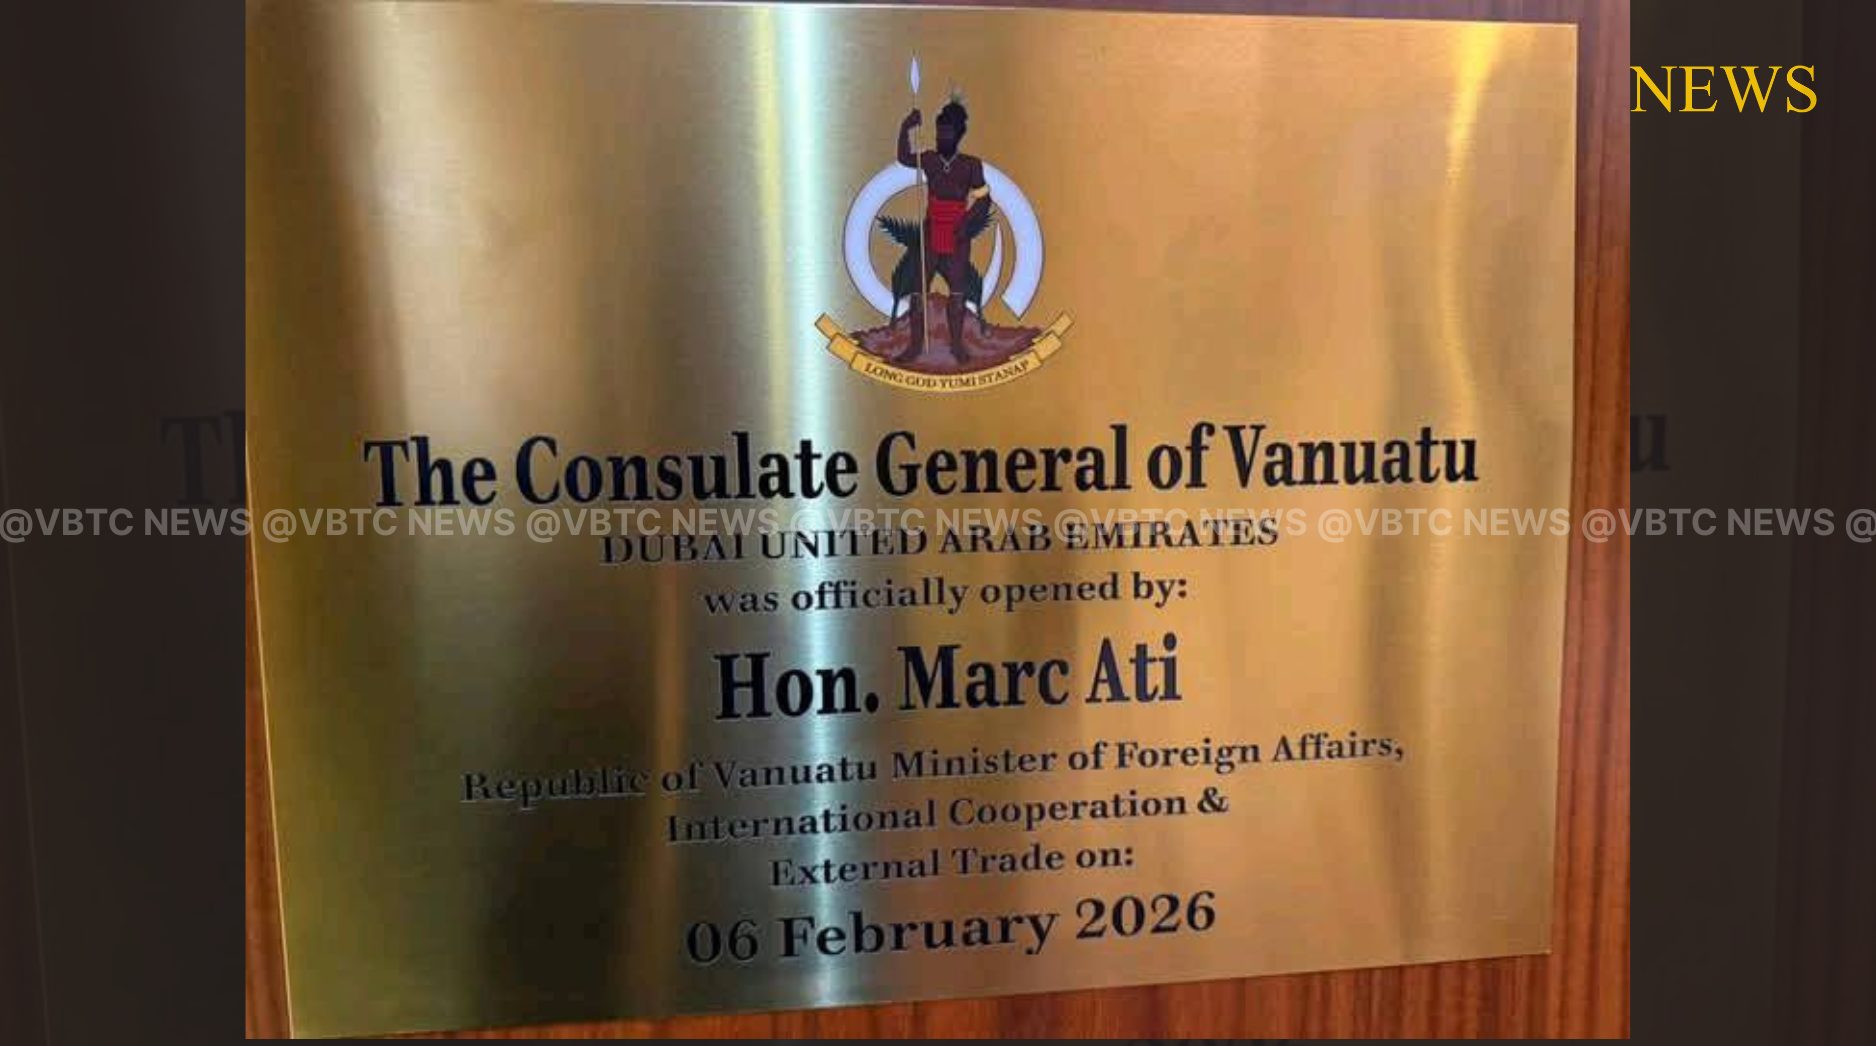 NEWS
LONG GOD YUMI STANAP
The Consulate General of Vanuatu
@VBTC NEWS @VBTC NEWS @VBTC NEWS @VBTC NEWS @VBTC NEWS @VBTC NEWS @VBTC NEWS @
DUBAI UNITED ARAB EMIRATES
was officially opened by:
Hon. Marc Ati
Republic of Vanuatu Minister of Foreign Affairs,
International Cooperation &
External Trade on:
06 February 2026